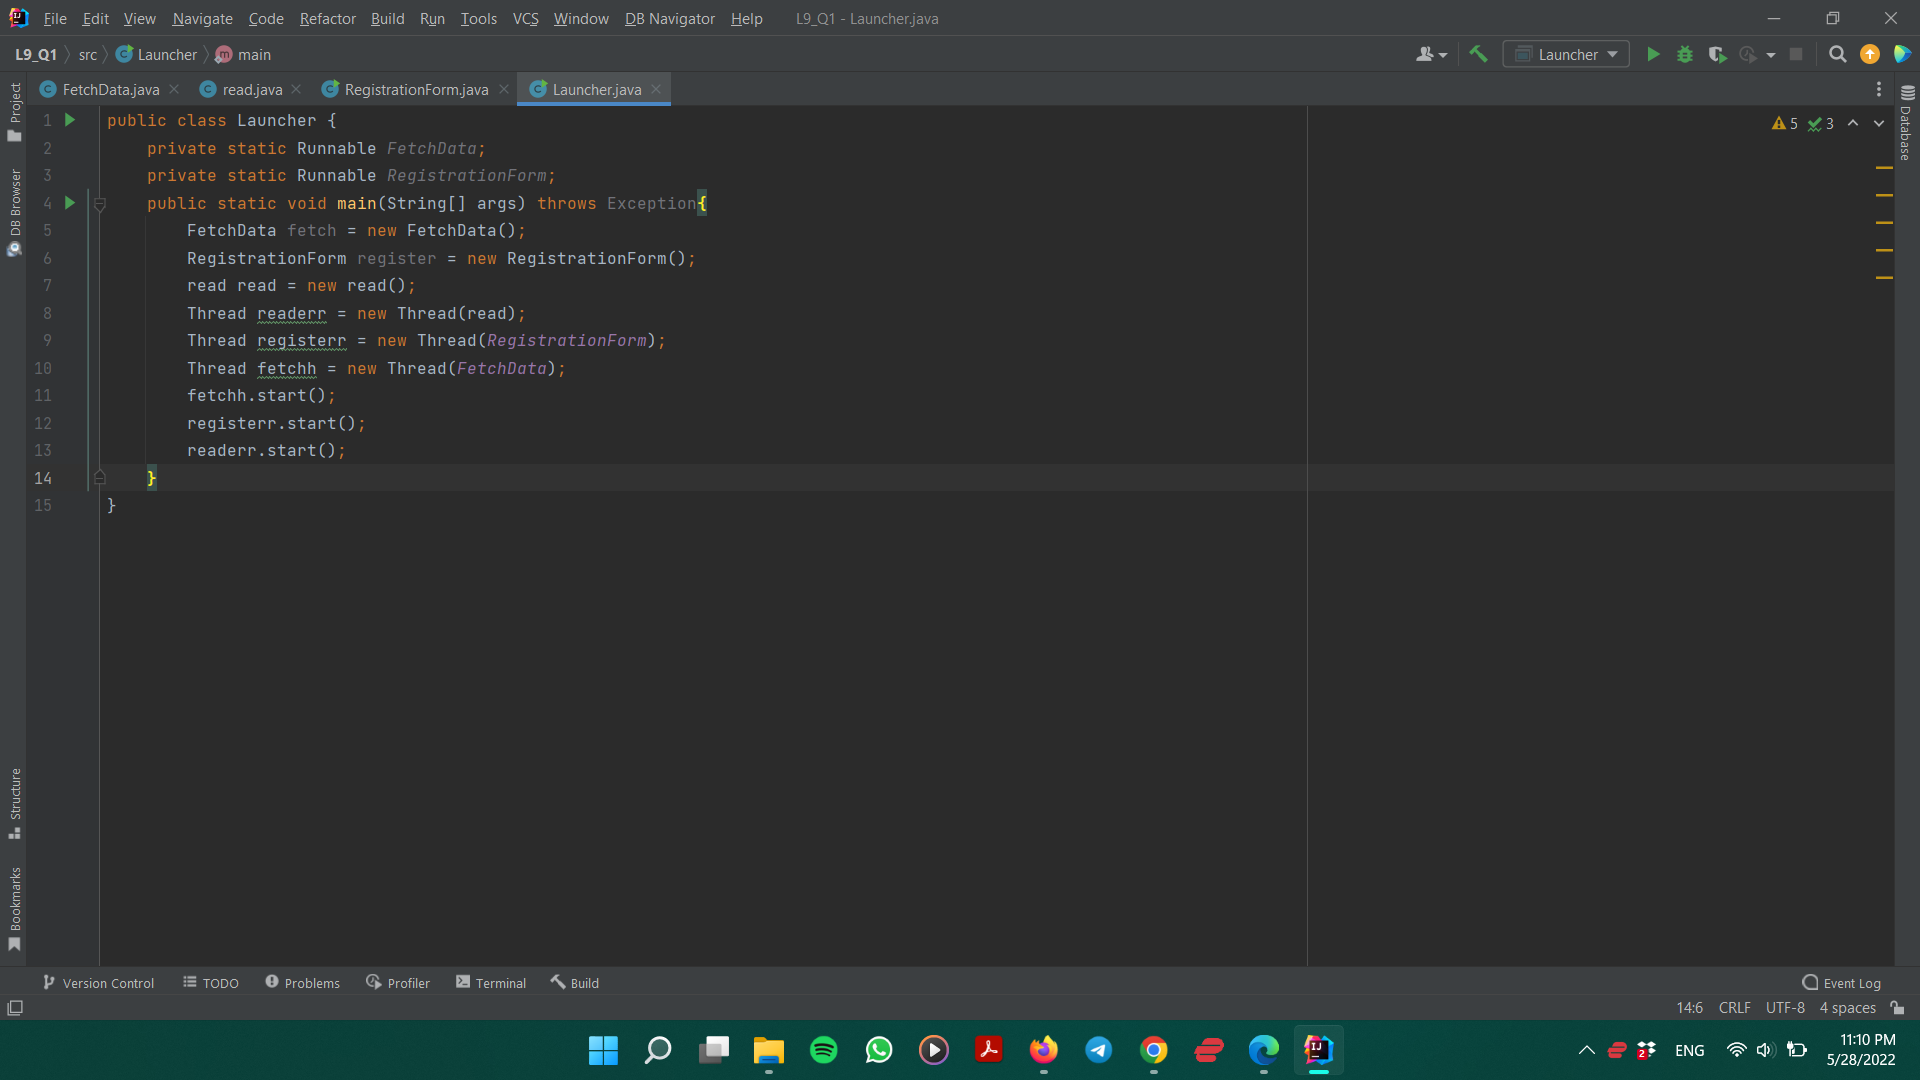 File Edit View Navigate Code Refactor Build Run Tools VCS Window DB Navigator Help L9_Q1 - Launcher.java
L9_Q1 src Launcher main Launcher
FetchData.java read.java RegistrationForm.java Launcher.java
5 3
1 public class Launcher {
2 private static Runnable FetchData;
3 private static Runnable RegistrationForm;
4 public static void main(String[] args) throws Exception{
5 FetchData fetch = new FetchData();
6 RegistrationForm register = new RegistrationForm();
7 read read = new read();
8 Thread readerr = new Thread(read);
9 Thread registerr = new Thread(RegistrationForm);
10 Thread fetchh = new Thread(FetchData);
11 fetchh.start();
12 registerr.start();
13 readerr.start();
14 }
15 }
Project
DB Browser
Structure
Bookmarks
Database
Version Control TODO Problems Profiler Terminal Build Event Log
14:6 CRLF UTF-8 4 spaces
2 ENG 11:10 PM
5/28/2022